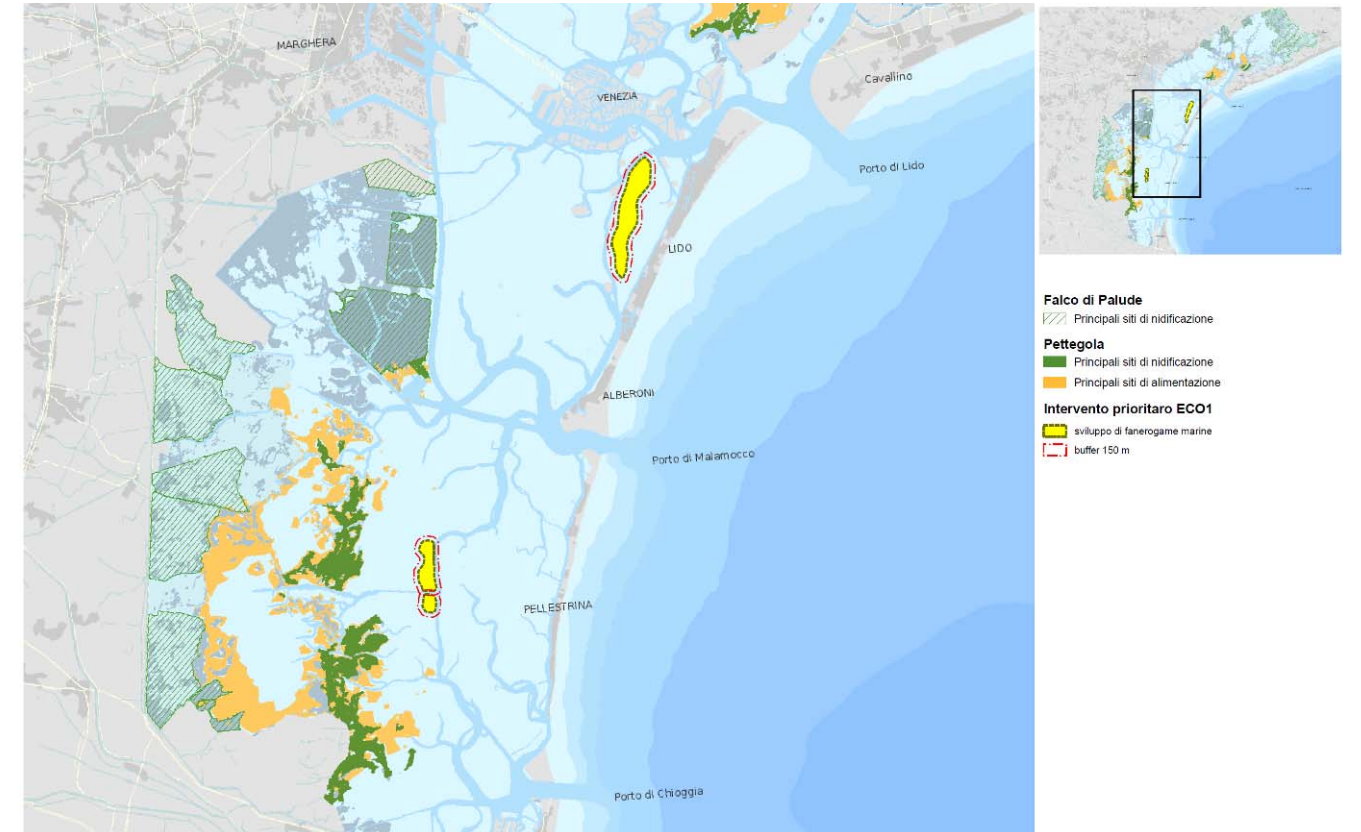 MARGHERA
VENEZIA
Cavallino
Porto di Lido
LIDO
ALBERONI
Porto di Malamocco
PELLESTRINA
Porto di Chioggia
Falco di Palude
Principali siti di nidificazione
Pettegola
Principali siti di nidificazione
Principali siti di alimentazione
Intervento prioritaro ECO1
sviluppo di fanerogame marine
buffer 150 m